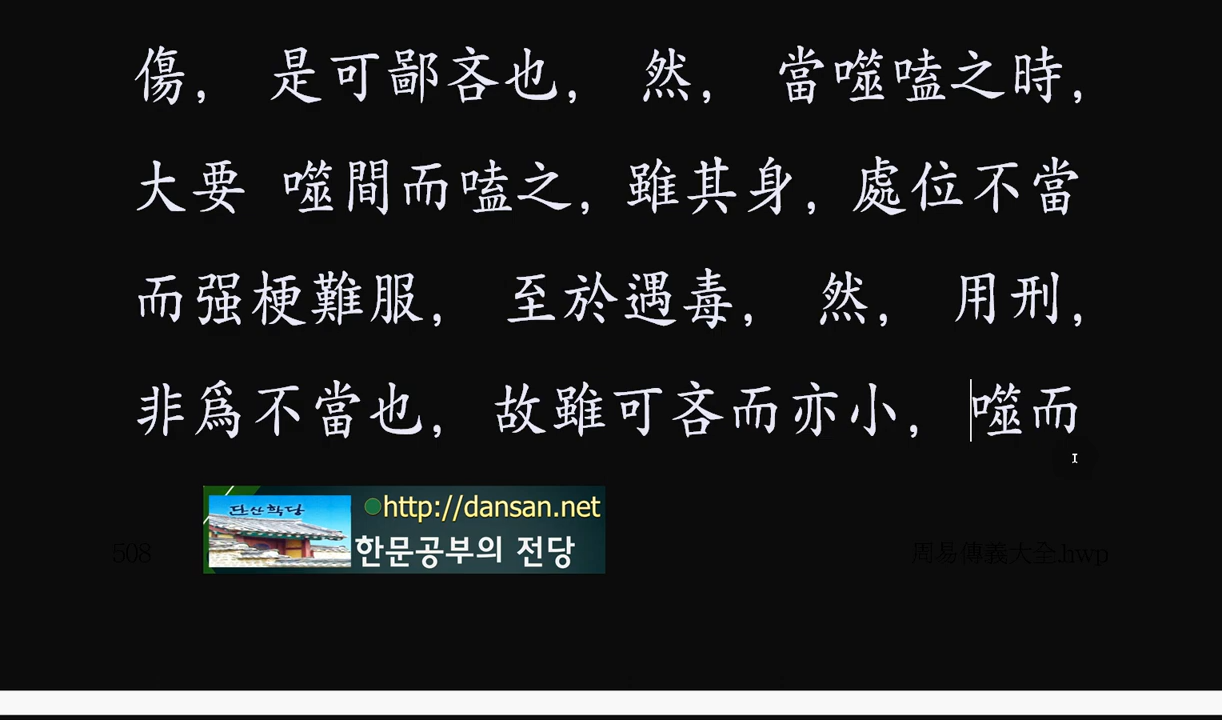 傷, 是可鄙吝也, 然, 當噬嗑之時,
大要 噬間而嗑之, 雖其身, 處位不當
而强梗難服, 至於遇毒, 然, 用刑,
非爲不當也, 故雖可吝而亦小, 噬而
단산학당
http://dansan.net
한문공부의 전당
508
周易傳義大全.hwp